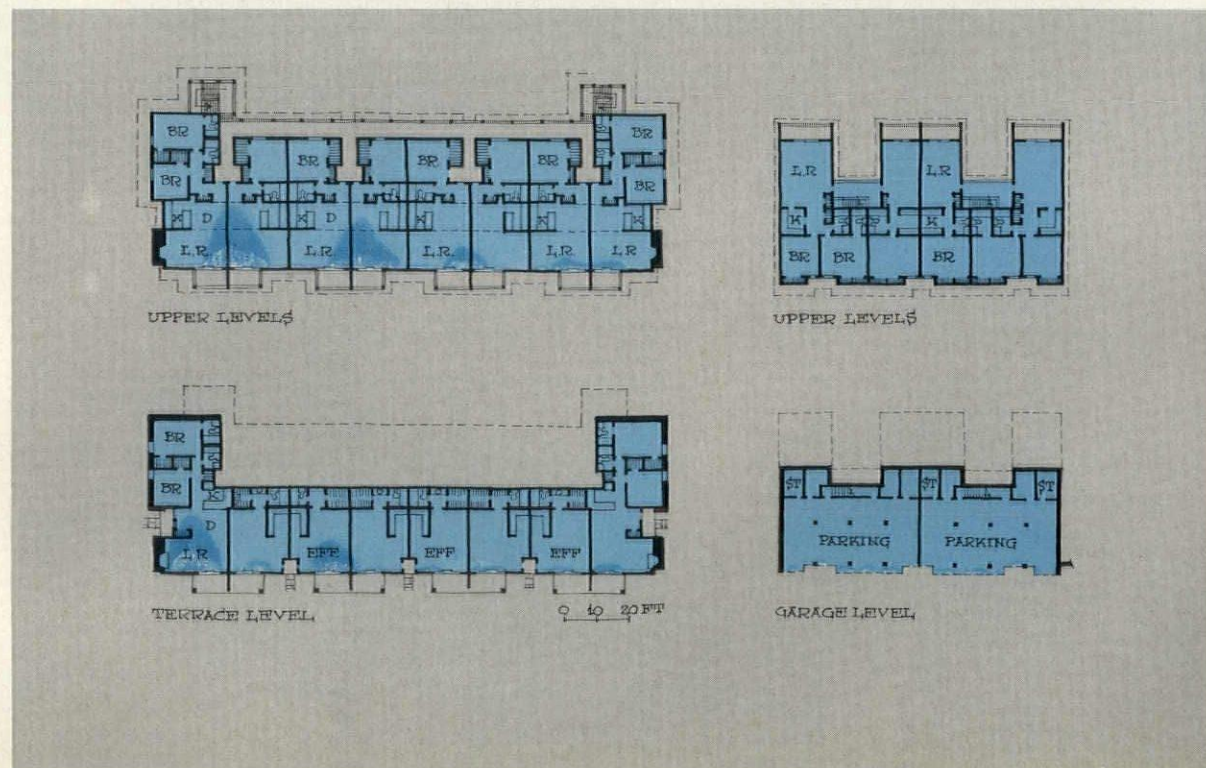 BR BR
BR BR BR
BR BR
K D K D K K
L.R. L.R. L.R. L.R. L.R
UPPER LEVELS
L.R L.R
K K
BR BR BR
UPPER LEVELS
BR
BR
K
D
L.R EFF EFF EFF
TERRACE LEVEL
0 10 20 FT
ST ST ST
PARKING PARKING
GARAGE LEVEL